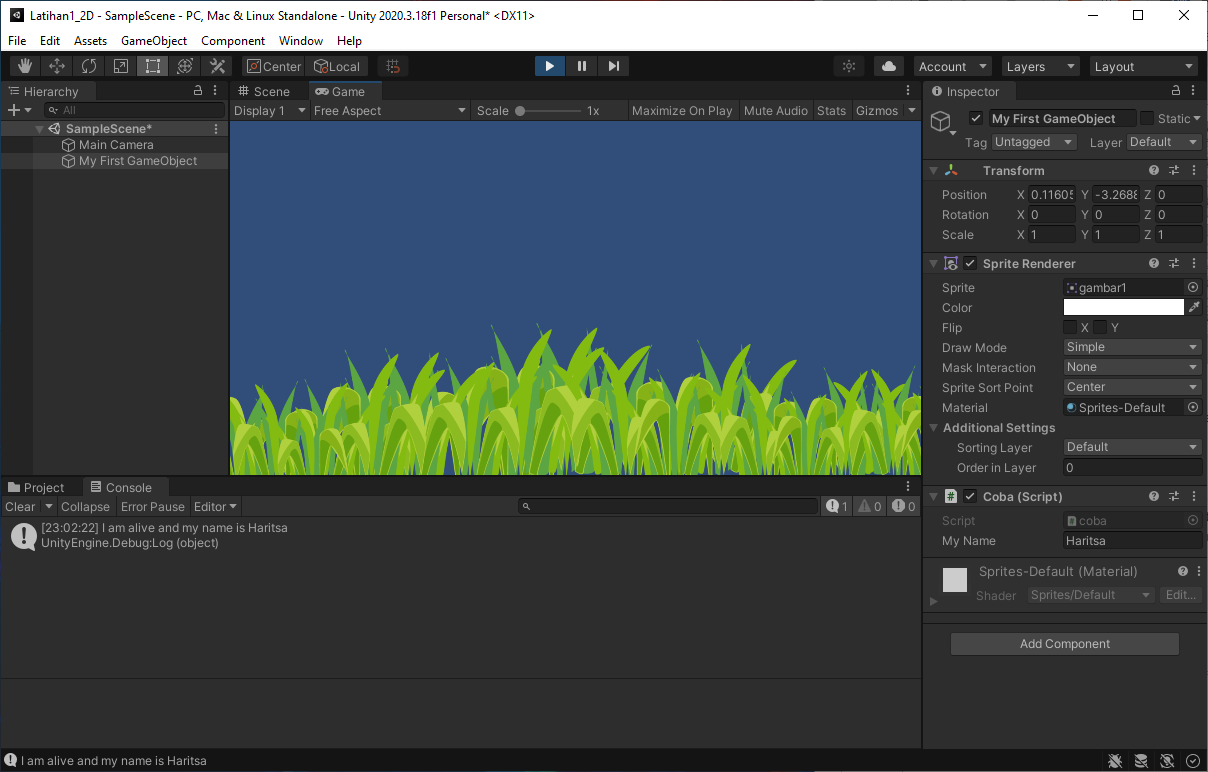 Latihan1_2D - SampleScene - PC, Mac & Linux Standalone - Unity 2020.3.18f1 Personal* <DX11>
File Edit Assets GameObject Component Window Help
Center Local Account Layers Layout
Hierarchy
All
SampleScene*
Main Camera
My First GameObject
Scene Game
Display 1 Free Aspect Scale 1x Maximize On Play Mute Audio Stats Gizmos
Inspector
My First GameObject Static
Tag Untagged Layer Default
Transform
Position X 0.11605 Y -3.2688 Z 0
Rotation X 0 Y 0 Z 0
Scale X 1 Y 1 Z 1
Sprite Renderer
Sprite gambar1
Color
Flip X Y
Draw Mode Simple
Mask Interaction None
Sprite Sort Point Center
Material Sprites-Default
Additional Settings
Sorting Layer Default
Order in Layer 0
Coba (Script)
Script coba
My Name Haritsa
Sprites-Default (Material)
Shader Sprites/Default Edit...
Add Component
Project Console
Clear Collapse Error Pause Editor 1 0 0
[23:02:22] I am alive and my name is Haritsa
UnityEngine.Debug:Log (object)
I am alive and my name is Haritsa